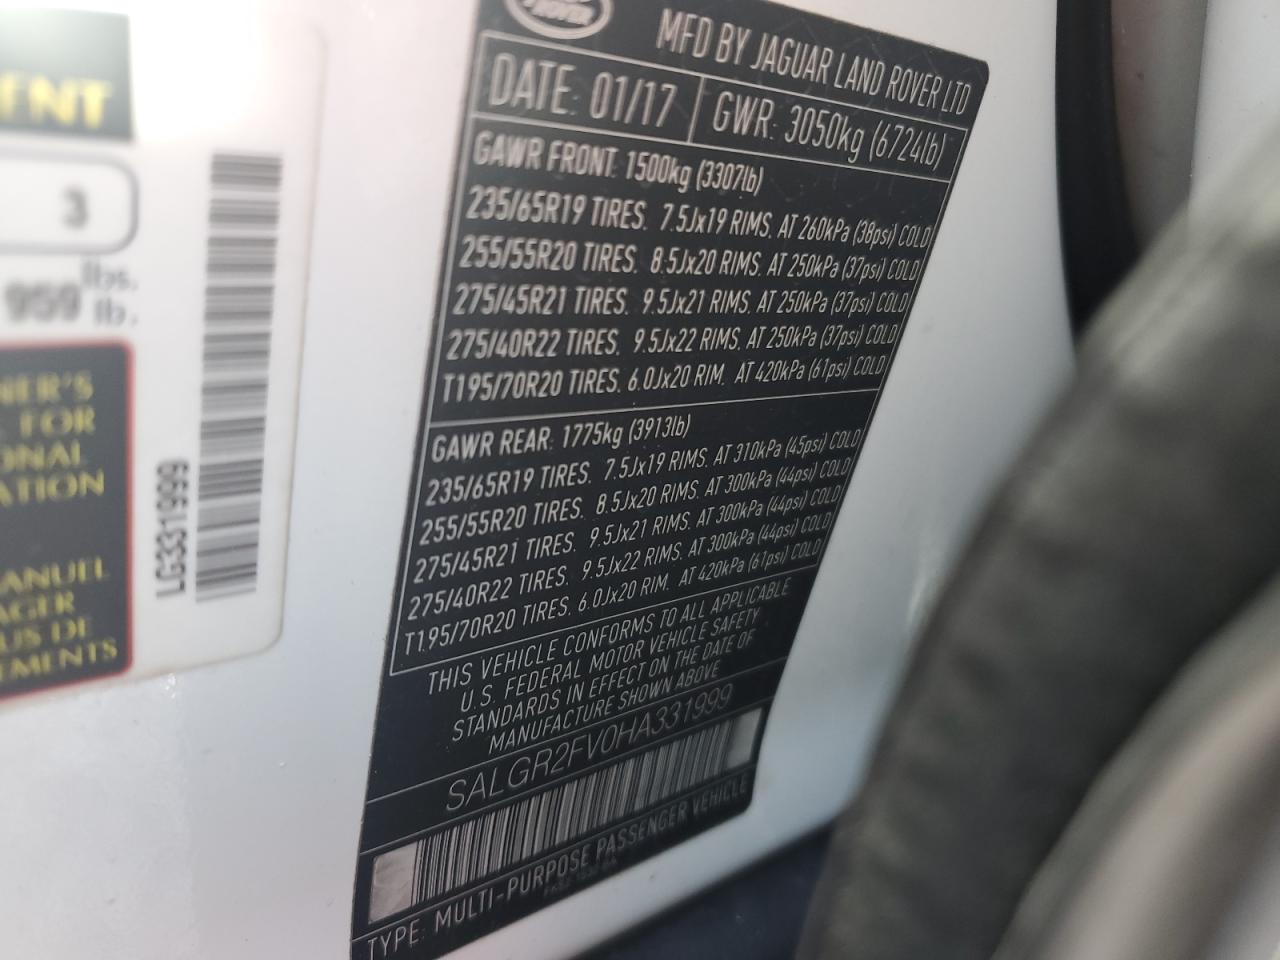 ENT
3
959 lbs.
lb.
NER'S
FOR
ONAL
ATION
ANUEL
AGER
US DE
EMENTS
LG331999
ROVER
MFD BY JAGUAR LAND ROVER LTD
DATE: 01/17 GWR: 3050kg (6724lb)
GAWR FRONT: 1500kg (3307lb)
235/65R19 TIRES. 7.5Jx19 RIMS. AT 260kPa (38psi) COLD
255/55R20 TIRES. 8.5Jx20 RIMS. AT 250kPa (37psi) COLD
275/45R21 TIRES. 9.5Jx21 RIMS. AT 250kPa (37psi) COLD
275/40R22 TIRES. 9.5Jx22 RIMS. AT 250kPa (37psi) COLD
T195/70R20 TIRES. 6.0Jx20 RIM. AT 420kPa (61psi) COLD
GAWR REAR: 1775kg (3913lb)
235/65R19 TIRES. 7.5Jx19 RIMS. AT 310kPa (45psi) COLD
255/55R20 TIRES. 8.5Jx20 RIMS. AT 300kPa (44psi) COLD
275/45R21 TIRES. 9.5Jx21 RIMS. AT 300kPa (44psi) COLD
275/40R22 TIRES. 9.5Jx22 RIMS. AT 300kPa (44psi) COLD
T195/70R20 TIRES. 6.0Jx20 RIM. AT 420kPa (61psi) COLD
THIS VEHICLE CONFORMS TO ALL APPLICABLE
U.S. FEDERAL MOTOR VEHICLE SAFETY
STANDARDS IN EFFECT ON THE DATE OF
MANUFACTURE SHOWN ABOVE
SALGR2FV0HA331999
TYPE: MULTI-PURPOSE PASSENGER VEHICLE